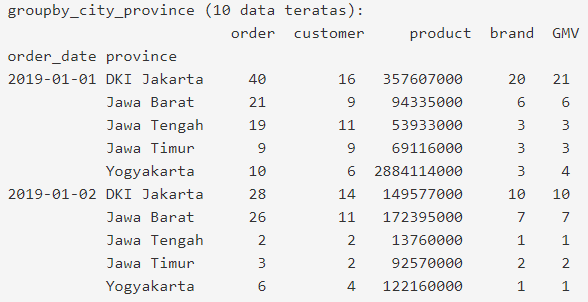 groupby_city_province (10 data teratas):
order customer product brand GMV
order_date province
2019-01-01 DKI Jakarta 40 16 357607000 20 21
Jawa Barat 21 9 94335000 6 6
Jawa Tengah 19 11 53933000 3 3
Jawa Timur 9 9 69116000 3 3
Yogyakarta 10 6 2884114000 3 4
2019-01-02 DKI Jakarta 28 14 149577000 10 10
Jawa Barat 26 11 172395000 7 7
Jawa Tengah 2 2 13760000 1 1
Jawa Timur 3 2 92570000 2 2
Yogyakarta 6 4 122160000 1 1